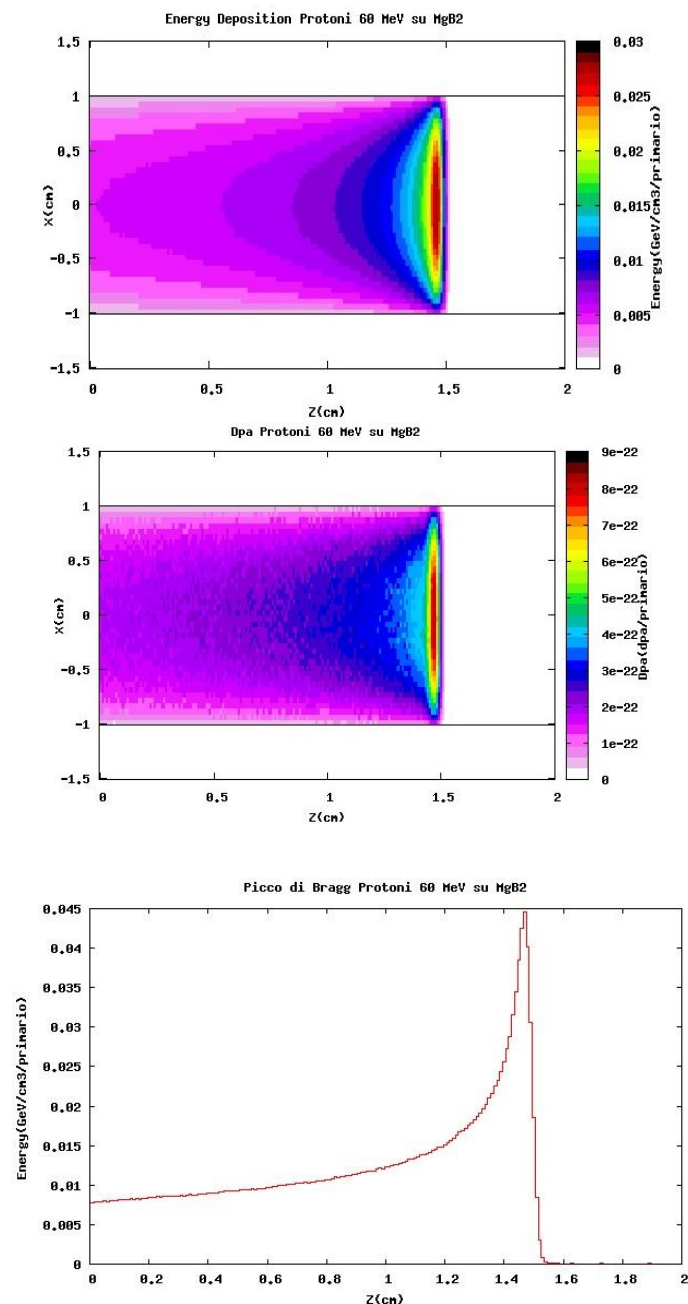 Energy Deposition Protoni 60 MeV su MgB2
1.5
1
0.5
0
-0.5
-1
-1.5
X(cm)
0
0.5
1
1.5
2
Z(cm)
0.03
0.025
0.02
0.015
0.01
0.005
0
Energy(GeV/cm3/primario)
Dpa Protoni 60 MeV su MgB2
1.5
1
0.5
0
-0.5
-1
-1.5
X(cm)
0
0.5
1
1.5
2
Z(cm)
9e-22
8e-22
7e-22
6e-22
5e-22
4e-22
3e-22
2e-22
1e-22
0
Dpa(dpa/primario)
Picco di Bragg Protoni 60 MeV su MgB2
0.045
0.04
0.035
0.03
0.025
0.02
0.015
0.01
0.005
0
Energy(GeV/cm3/primario)
0
0.2
0.4
0.6
0.8
1
1.2
1.4
1.6
1.8
2
Z(cm)